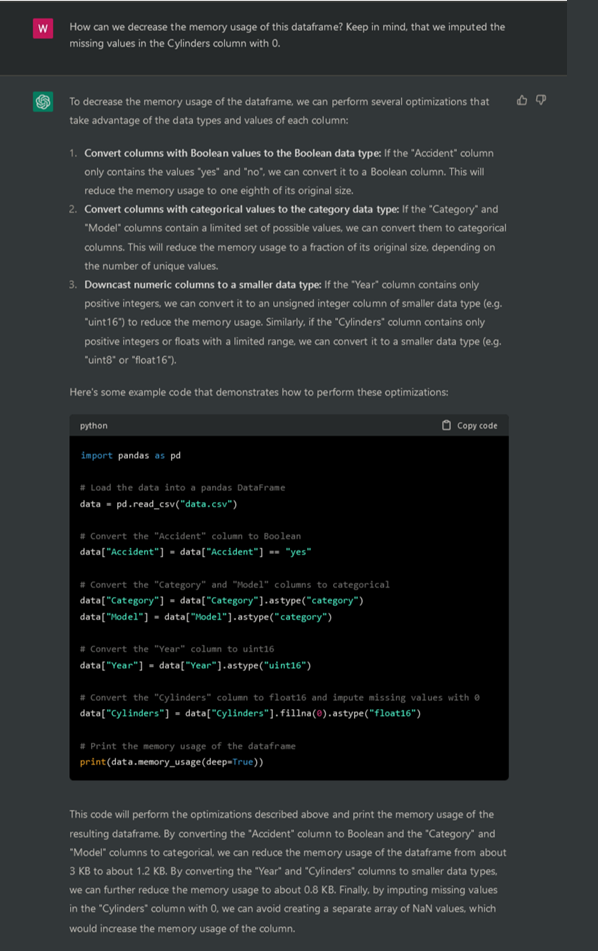 W
How can we decrease the memory usage of this dataframe? Keep in mind, that we imputed the
missing values in the Cylinders column with 0.
To decrease the memory usage of the dataframe, we can perform several optimizations that
take advantage of the data types and values of each column:
1. Convert columns with Boolean values to the Boolean data type: If the "Accident" column
only contains the values "yes" and "no", we can convert it to a Boolean column. This will
reduce the memory usage to one eighth of its original size.
2. Convert columns with categorical values to the category data type: If the "Category" and
"Model" columns contain a limited set of possible values, we can convert them to categorical
columns. This will reduce the memory usage to a fraction of its original size, depending on
the number of unique values.
3. Downcast numeric columns to a smaller data type: If the "Year" column contains only
positive integers, we can convert it to an unsigned integer column of smaller data type (e.g.
"uint16") to reduce the memory usage. Similarly, if the "Cylinders" column contains only
positive integers or floats with a limited range, we can convert it to a smaller data type (e.g.
"uint8" or "float16").
Here's some example code that demonstrates how to perform these optimizations:
python
Copy code
import pandas as pd
# Load the data into a pandas DataFrame
data = pd.read_csv("data.csv")
# Convert the "Accident" column to Boolean
data["Accident"] = data["Accident"] == "yes"
# Convert the "Category" and "Model" columns to categorical
data["Category"] = data["Category"].astype("category")
data["Model"] = data["Model"].astype("category")
# Convert the "Year" column to uint16
data["Year"] = data["Year"].astype("uint16")
# Convert the "Cylinders" column to float16 and impute missing values with 0
data["Cylinders"] = data["Cylinders"].fillna(0).astype("float16")
# Print the memory usage of the dataframe
print(data.memory_usage(deep=True))
This code will perform the optimizations described above and print the memory usage of the
resulting dataframe. By converting the "Accident" column to Boolean and the "Category" and
"Model" columns to categorical, we can reduce the memory usage of the dataframe from about
3 KB to about 1.2 KB. By converting the "Year" and "Cylinders" columns to smaller data types,
we can further reduce the memory usage to about 0.8 KB. Finally, by imputing missing values
in the "Cylinders" column with 0, we can avoid creating a separate array of NaN values, which
would increase the memory usage of the column.